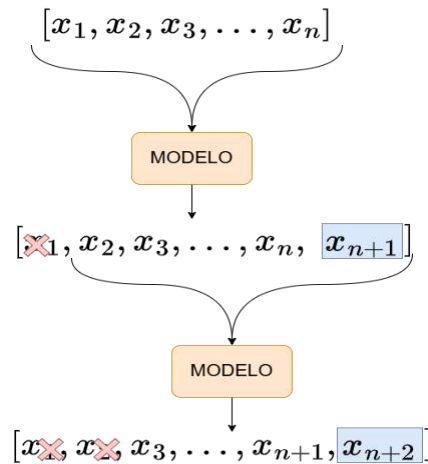 [x₁, x₂, x₃, ..., xₙ]
MODELO
[x₁, x₂, x₃, ..., xₙ, xₙ₊₁]
MODELO
[x₁, x₂, x₃, ..., xₙ₊₁, xₙ₊₂]